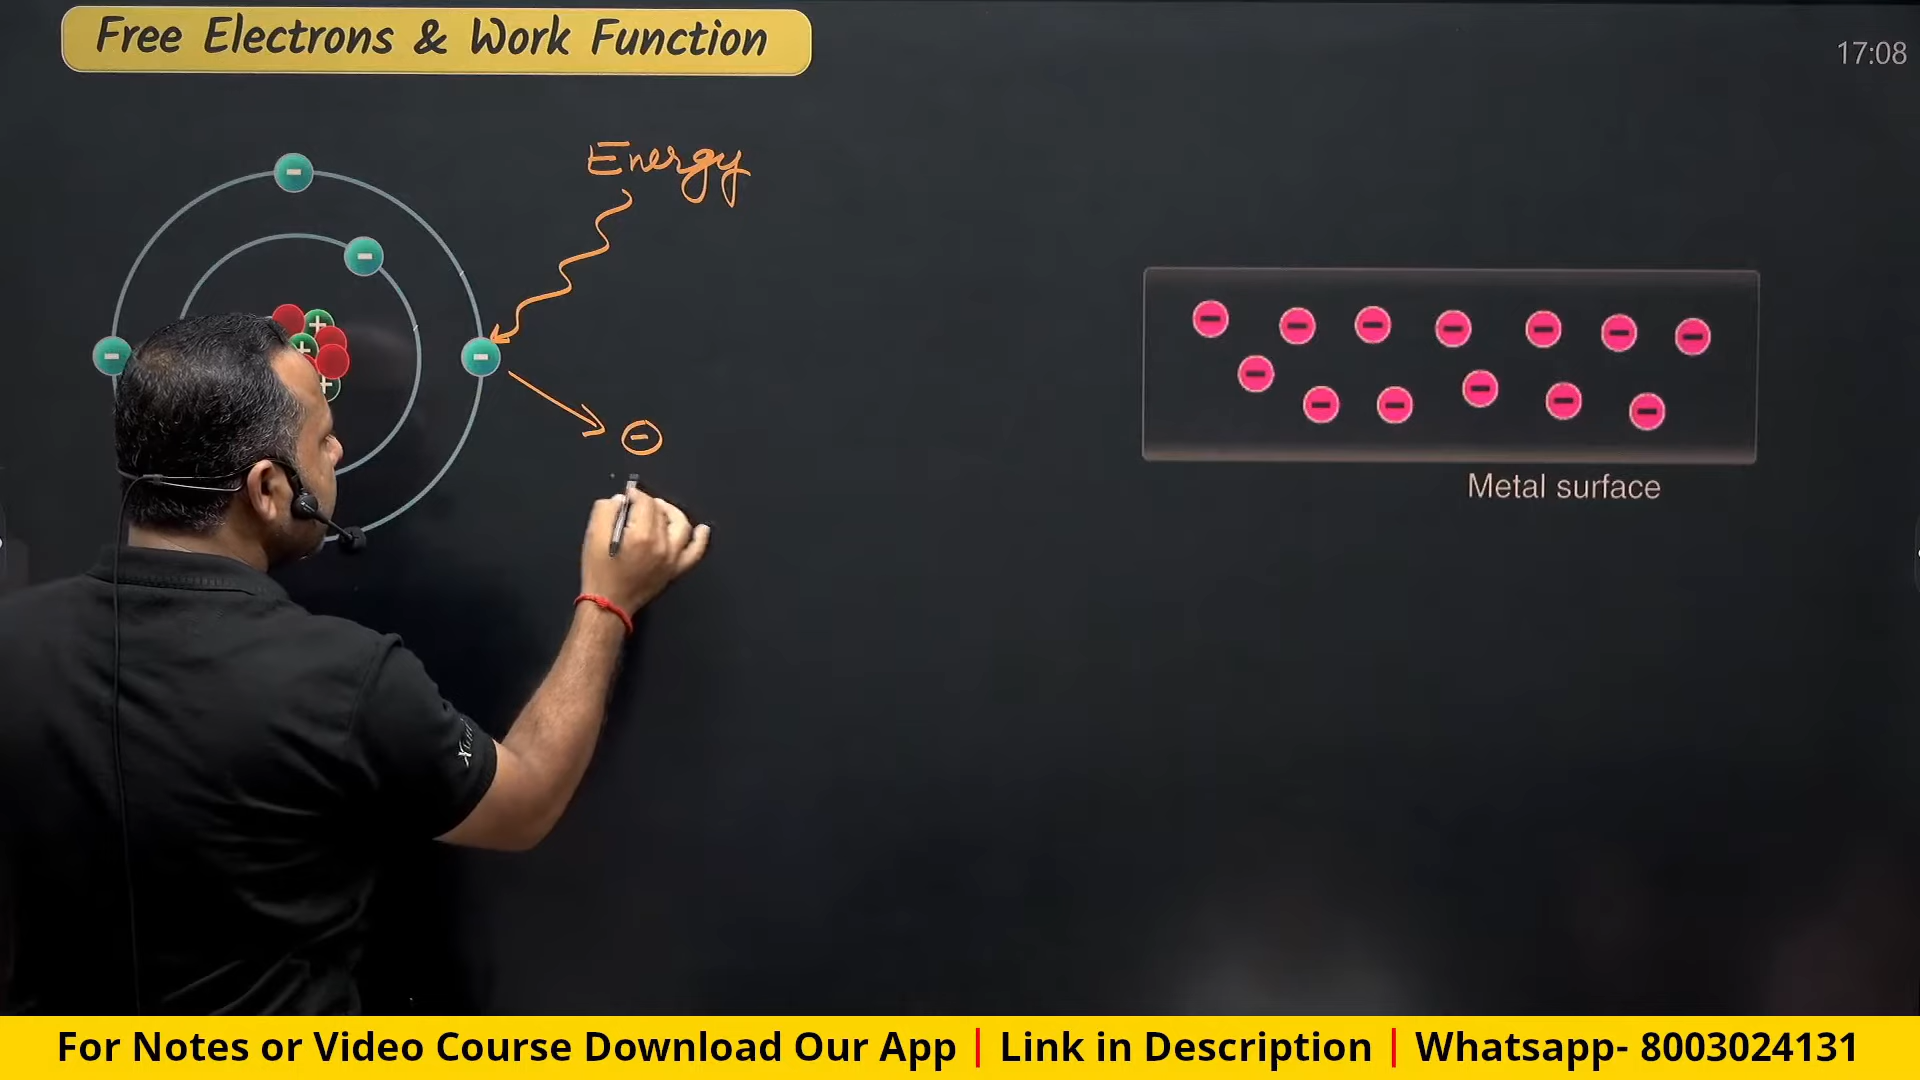 Free Electrons & Work Function
17:08
Energy
Metal surface
For Notes or Video Course Download Our App | Link in Description | Whatsapp- 8003024131